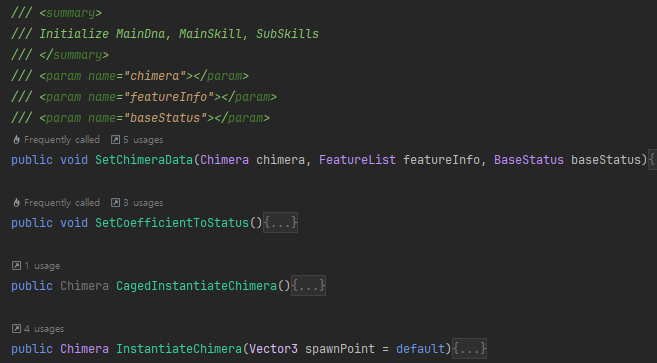 /// <summary>
/// Initialize MainDna, MainSkill, SubSkills
/// </summary>
/// <param name="chimera"></param>
/// <param name="featureInfo"></param>
/// <param name="baseStatus"></param>
Frequently called 5 usages
public void SetChimeraData(Chimera chimera, FeatureList featureInfo, BaseStatus baseStatus){
Frequently called 3 usages
public void SetCoefficientToStatus(){...}
1 usage
public Chimera CagedInstantiateChimera(){...}
4 usages
public Chimera InstantiateChimera(Vector3 spawnPoint = default){...}